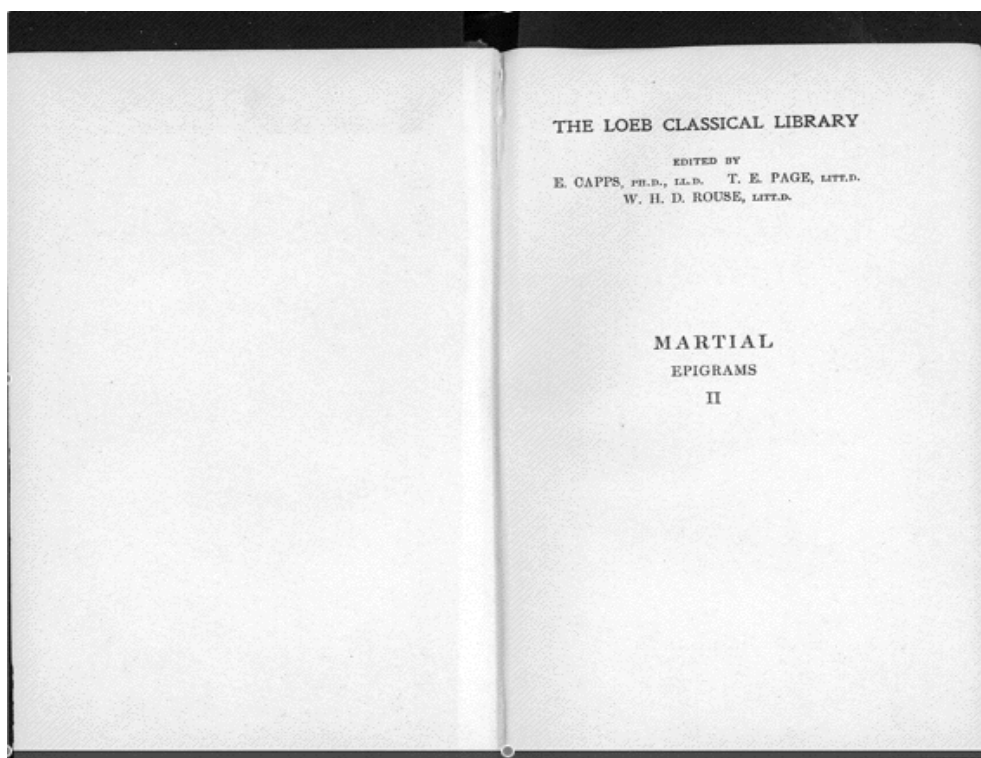 THE LOEB CLASSICAL LIBRARY
EDITED BY
E. CAPPS, PH.D., LL.D. T. E. PAGE, LITT.D.
W. H. D. ROUSE, LITT.D.
MARTIAL
EPIGRAMS
II